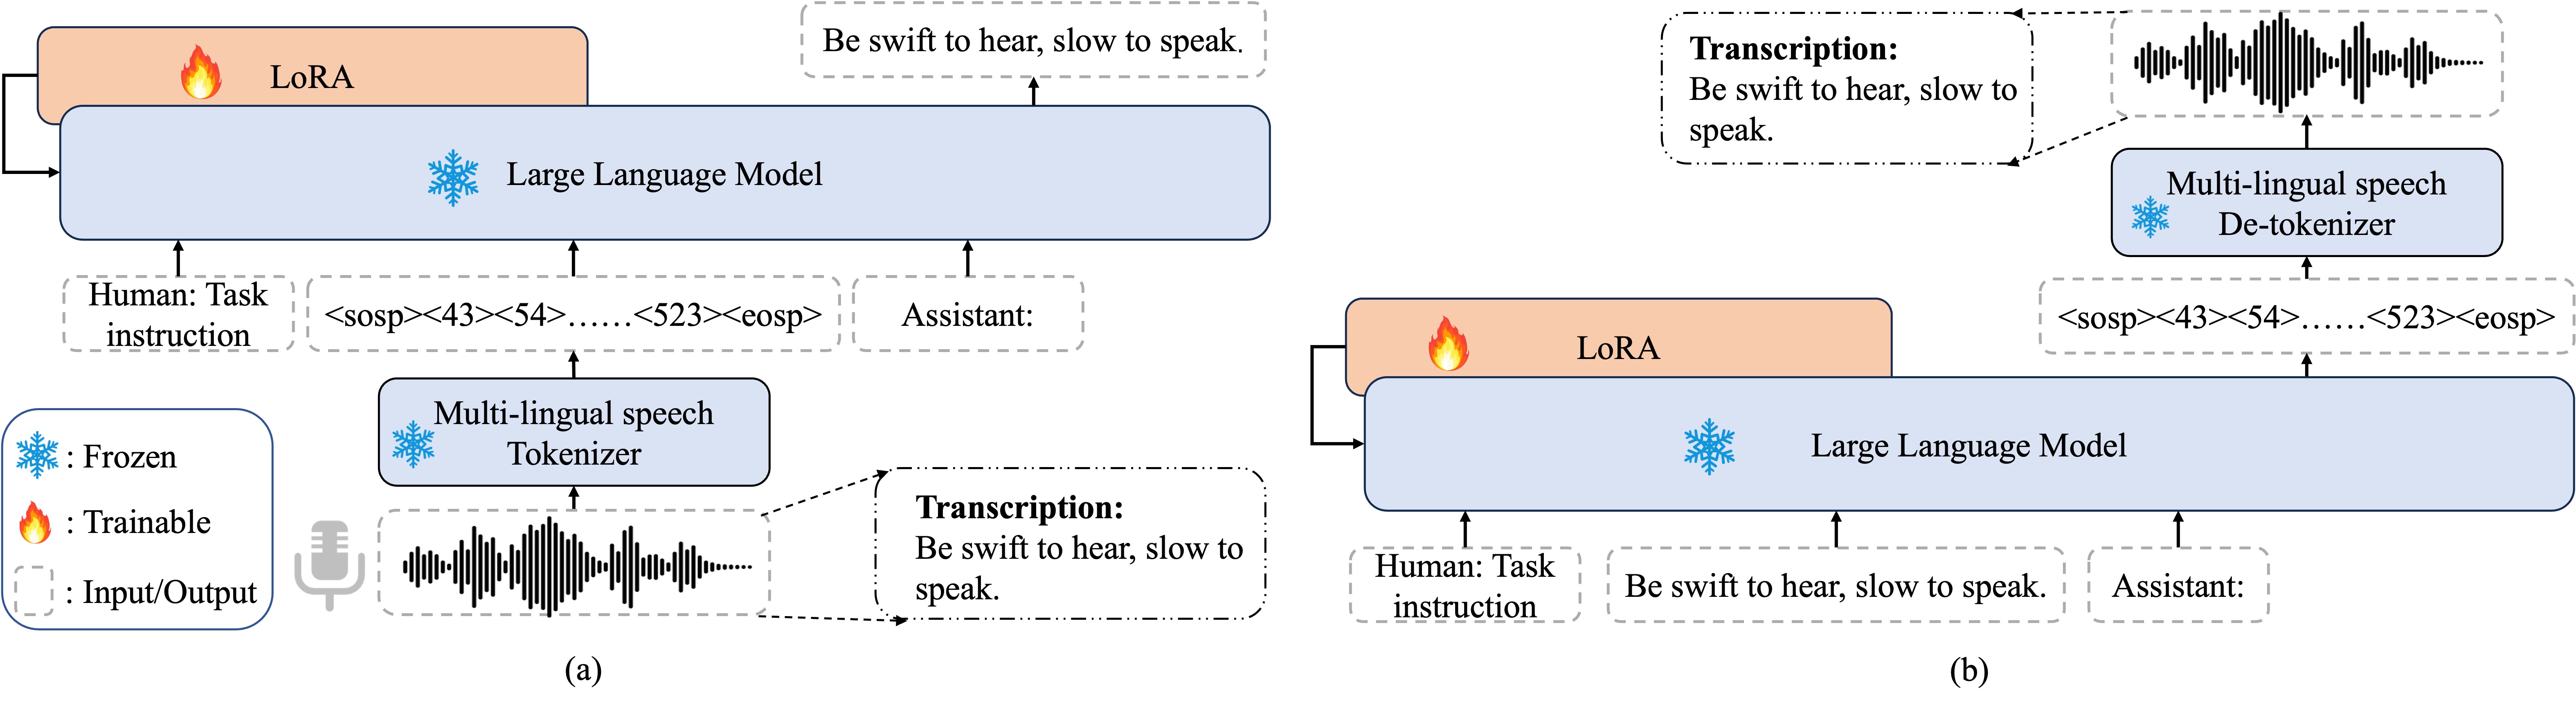 LoRA
Be swift to hear, slow to speak.
Large Language Model
Human: Task
instruction
<sosp><43><54>……<523><eosp>
Assistant:
Multi-lingual speech
Tokenizer
: Frozen
: Trainable
: Input/Output
Transcription:
Be swift to hear, slow to
speak.
(a)
Transcription:
Be swift to hear, slow to
speak.
Multi-lingual speech
De-tokenizer
<sosp><43><54>……<523><eosp>
LoRA
Large Language Model
Human: Task
instruction
Be swift to hear, slow to speak.
Assistant:
(b)